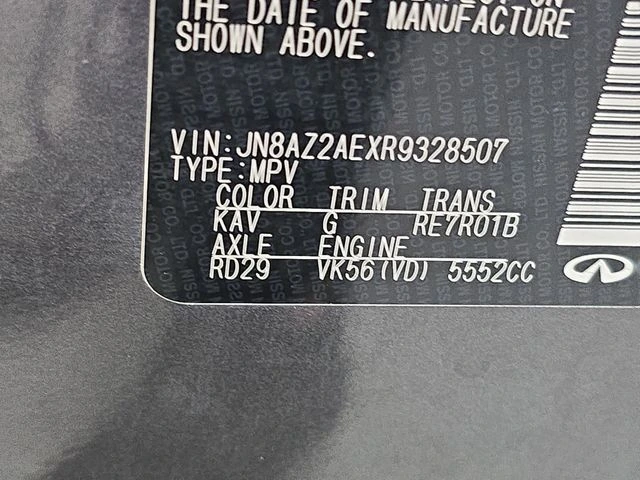 THE DATE OF MANUFACTURE
SHOWN ABOVE.
VIN:JN8AZ2AEXR9328507
TYPE:MPV
COLOR TRIM TRANS
KAV G RE7R01B
AXLE ENGINE
RD29 VK56(VD) 5552CC